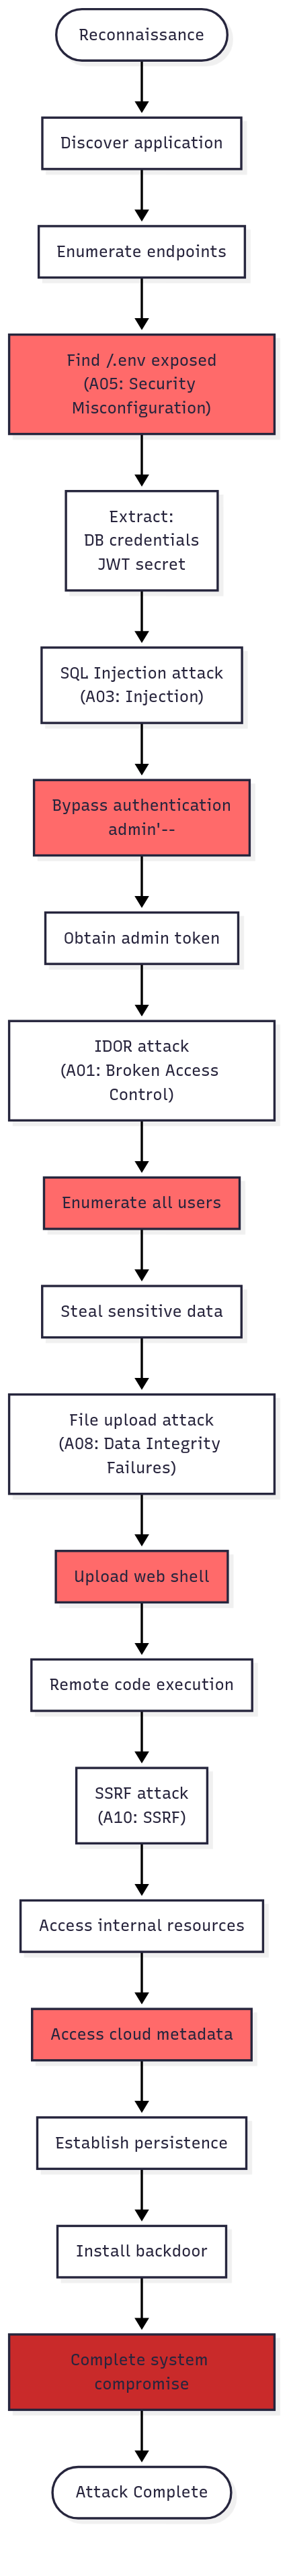 Reconnaissance
Discover application
Enumerate endpoints
Find /.env exposed
(A05: Security
Misconfiguration)
Extract:
DB credentials
JWT secret
SQL Injection attack
(A03: Injection)
Bypass authentication
admin'--
Obtain admin token
IDOR attack
(A01: Broken Access
Control)
Enumerate all users
Steal sensitive data
File upload attack
(A08: Data Integrity
Failures)
Upload web shell
Remote code execution
SSRF attack
(A10: SSRF)
Access internal resources
Access cloud metadata
Establish persistence
Install backdoor
Complete system
compromise
Attack Complete